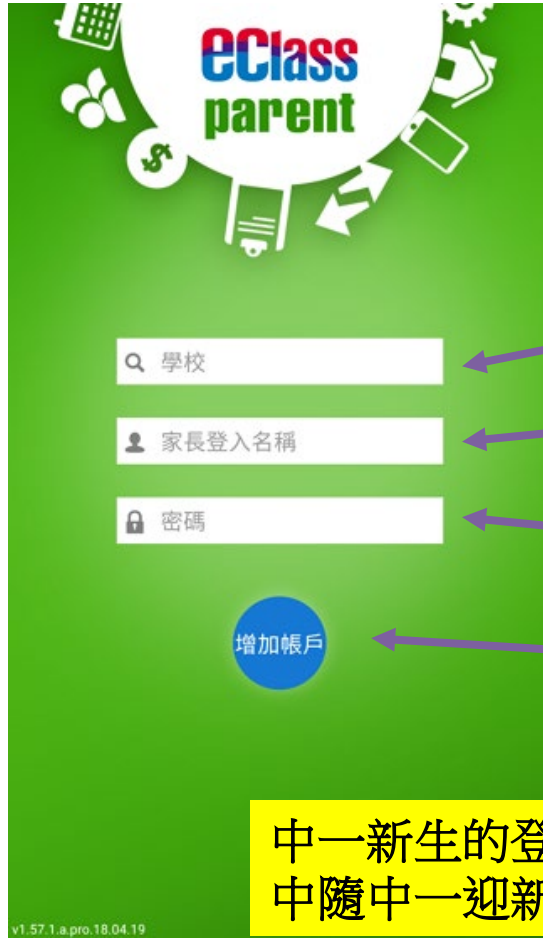 eClass
parent
學校
家長登入名稱
密碼
增加帳戶
中一新生的登
中隨中一迎新
v1.57.1.a.pro.18.04.19